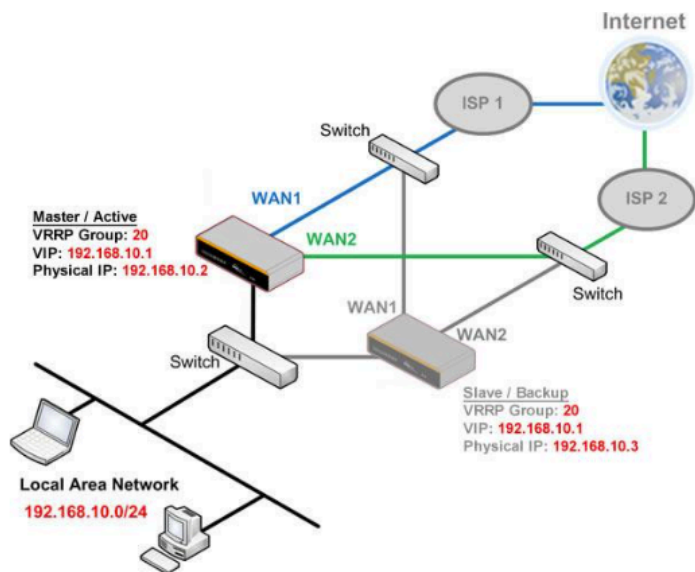 Internet
ISP 1
Switch
WAN1
Master / Active
VRRP Group: 20
VIP: 192.168.10.1
Physical IP: 192.168.10.2
WAN2
ISP 2
Switch
WAN1
WAN2
Switch
Slave / Backup
VRRP Group: 20
VIP: 192.168.10.1
Physical IP: 192.168.10.3
Local Area Network
192.168.10.0/24